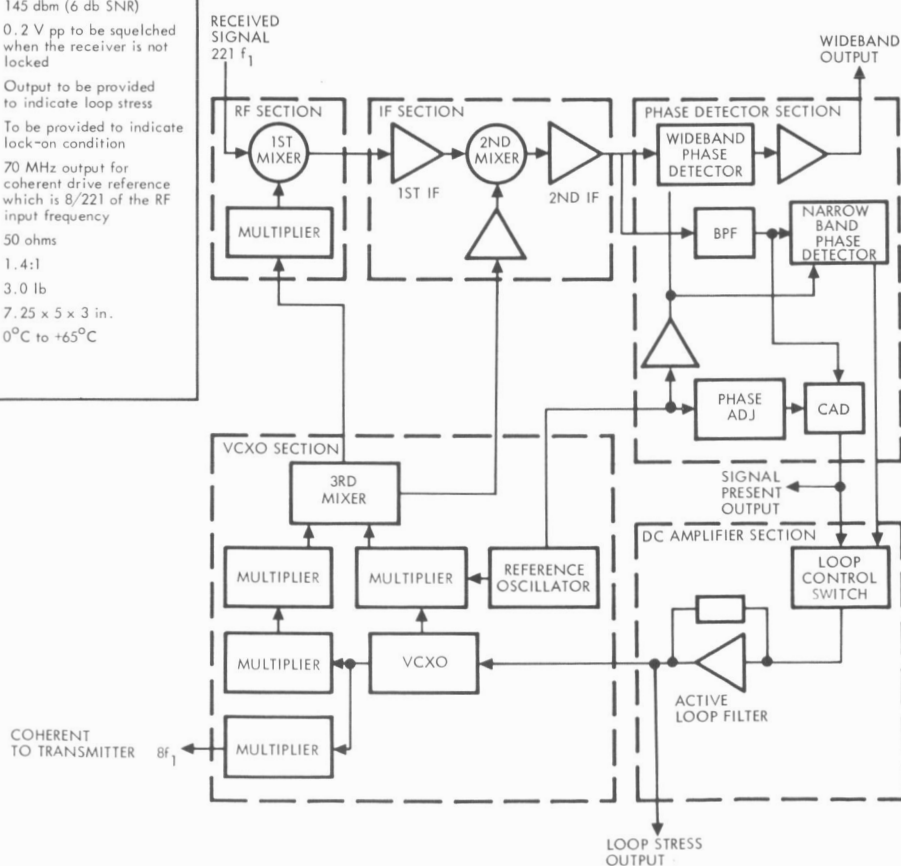 145 dbm (6 db SNR)
0.2 V pp to be squelched
when the receiver is not
locked
Output to be provided
to indicate loop stress
To be provided to indicate
lock-on condition
70 MHz output for
coherent drive reference
which is 8/221 of the RF
input frequency
50 ohms
1.4:1
3.0 lb
7.25 x 5 x 3 in.
0°C to +65°C
RECEIVED
SIGNAL
221 f1
WIDEBAND
OUTPUT
RF SECTION
1ST
MIXER
MULTIPLIER
IF SECTION
1ST IF
2ND
MIXER
2ND IF
PHASE DETECTOR SECTION
WIDEBAND
PHASE
DETECTOR
BPF
NARROW
BAND
PHASE
DETECTOR
PHASE
ADJ
CAD
SIGNAL
PRESENT
OUTPUT
VCXO SECTION
3RD
MIXER
MULTIPLIER
MULTIPLIER
REFERENCE
OSCILLATOR
MULTIPLIER
VCXO
MULTIPLIER
COHERENT
TO TRANSMITTER 8f1
DC AMPLIFIER SECTION
LOOP
CONTROL
SWITCH
ACTIVE
LOOP FILTER
LOOP STRESS
OUTPUT